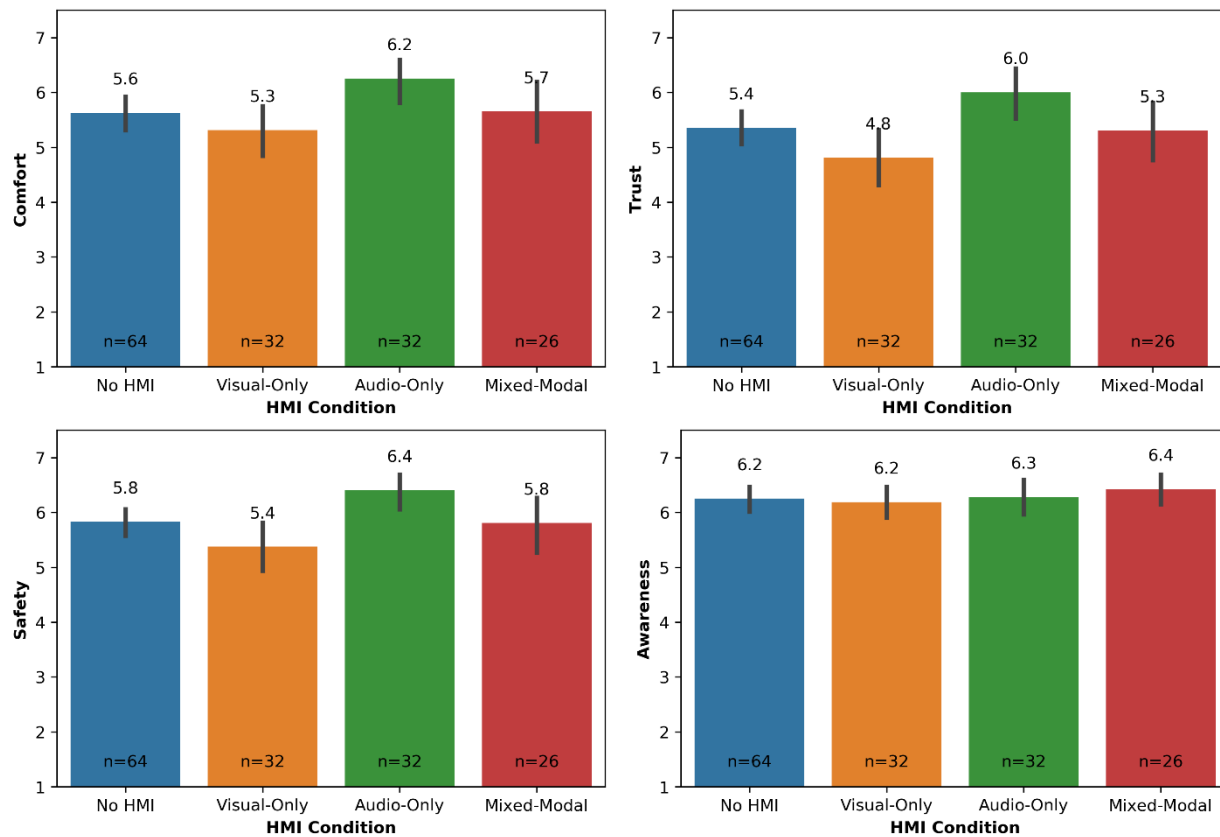 Comfort
7
6
5
4
3
2
1
5.6
5.3
6.2
5.7
n=64
n=32
n=32
n=26
No HMI
Visual-Only
Audio-Only
Mixed-Modal
HMI Condition
Trust
7
6
5
4
3
2
1
5.4
4.8
6.0
5.3
n=64
n=32
n=32
n=26
No HMI
Visual-Only
Audio-Only
Mixed-Modal
HMI Condition
Safety
7
6
5
4
3
2
1
5.8
5.4
6.4
5.8
n=64
n=32
n=32
n=26
No HMI
Visual-Only
Audio-Only
Mixed-Modal
HMI Condition
Awareness
7
6
5
4
3
2
1
6.2
6.2
6.3
6.4
n=64
n=32
n=32
n=26
No HMI
Visual-Only
Audio-Only
Mixed-Modal
HMI Condition